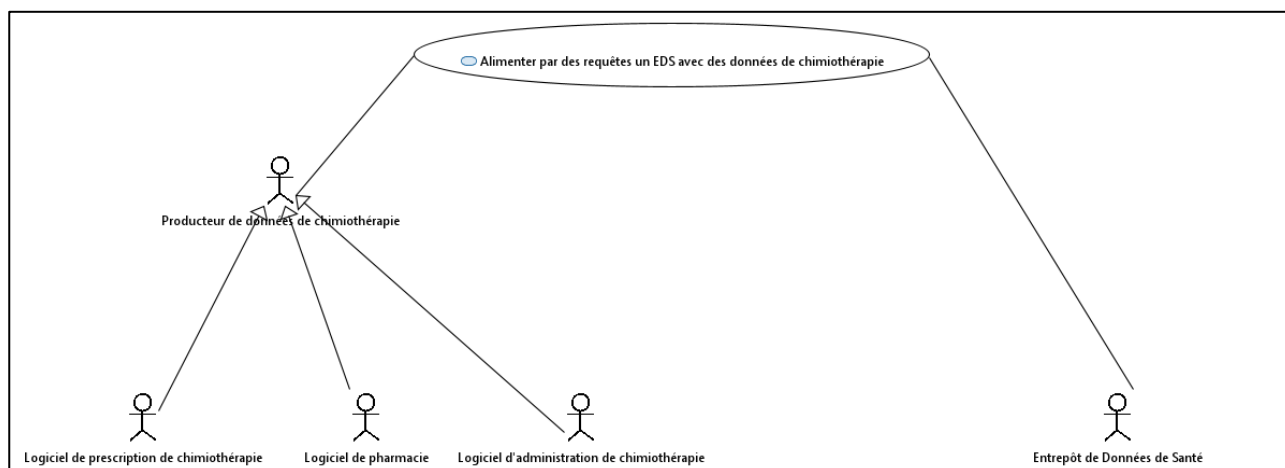 Alimenter par des requêtes un EDS avec des données de chimiothérapie
Producteur de données de chimiothérapie
Logiciel de prescription de chimiothérapie
Logiciel de pharmacie
Logiciel d'administration de chimiothérapie
Entrepôt de Données de Santé